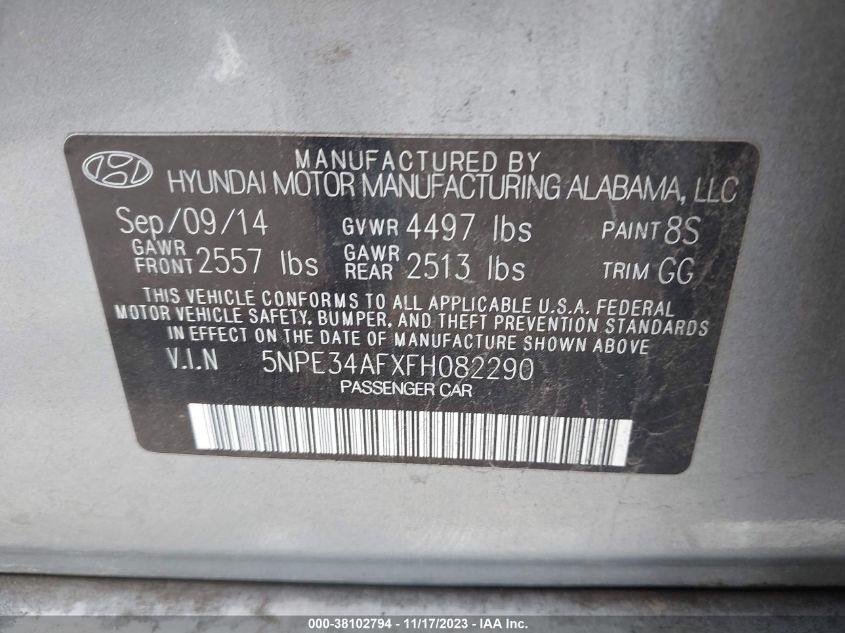 MANUFACTURED BY
HYUNDAI MOTOR MANUFACTURING ALABAMA, LLC
Sep/09/14 GVWR 4497 lbs PAINT 8S
GAWR FRONT 2557 lbs GAWR REAR 2513 lbs TRIM GG
THIS VEHICLE CONFORMS TO ALL APPLICABLE U.S.A. FEDERAL
MOTOR VEHICLE SAFETY, BUMPER, AND THEFT PREVENTION STANDARDS
IN EFFECT ON THE DATE OF MANUFACTURE SHOWN ABOVE.
V.I.N 5NPE34AFXFH082290
PASSENGER CAR
000-38102794 - 11/17/2023 - IAAI.COM